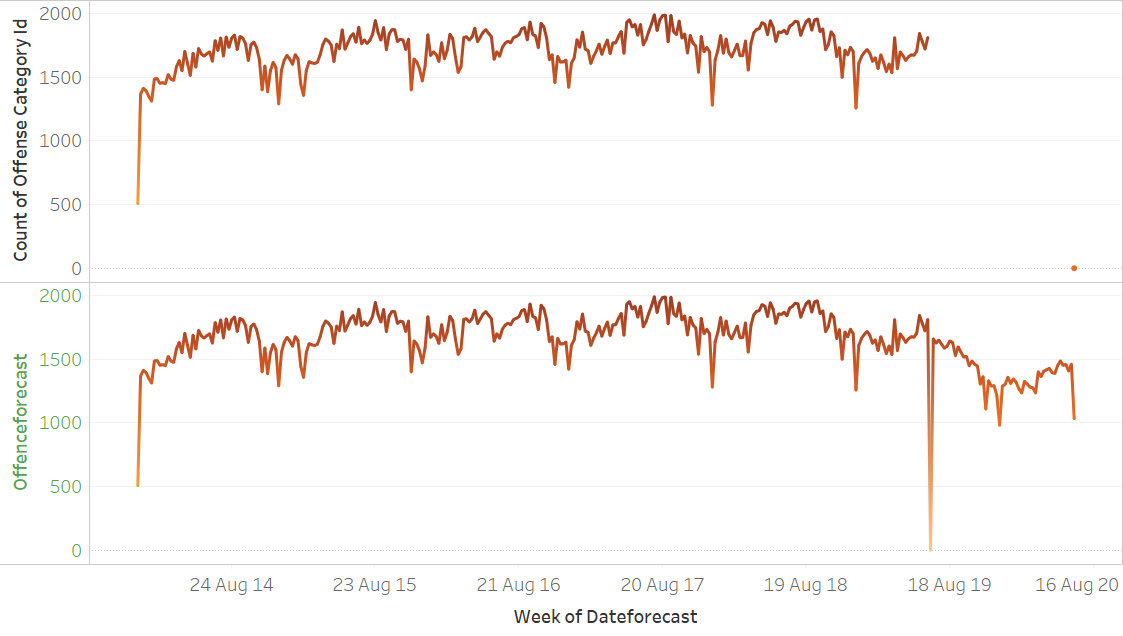 Count of Offense Category Id
2000
1500
1000
500
0
Offenceforecast
2000
1500
1000
500
0
24 Aug 14 23 Aug 15 21 Aug 16 20 Aug 17 19 Aug 18 18 Aug 19 16 Aug 20
Week of Dateforecast